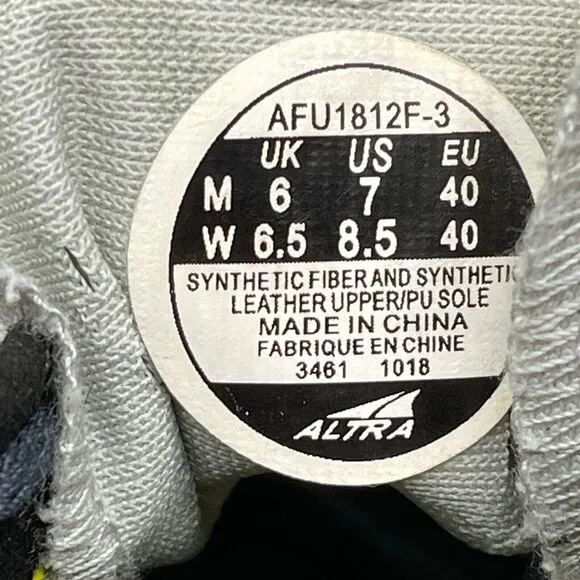 AFU1812F-3
UK US EU
M 6 7 40
W 6.5 8.5 40
SYNTHETIC FIBER AND SYNTHETIC
LEATHER UPPER/PU SOLE
MADE IN CHINA
FABRIQUE EN CHINE
3461 1018
ALTRA